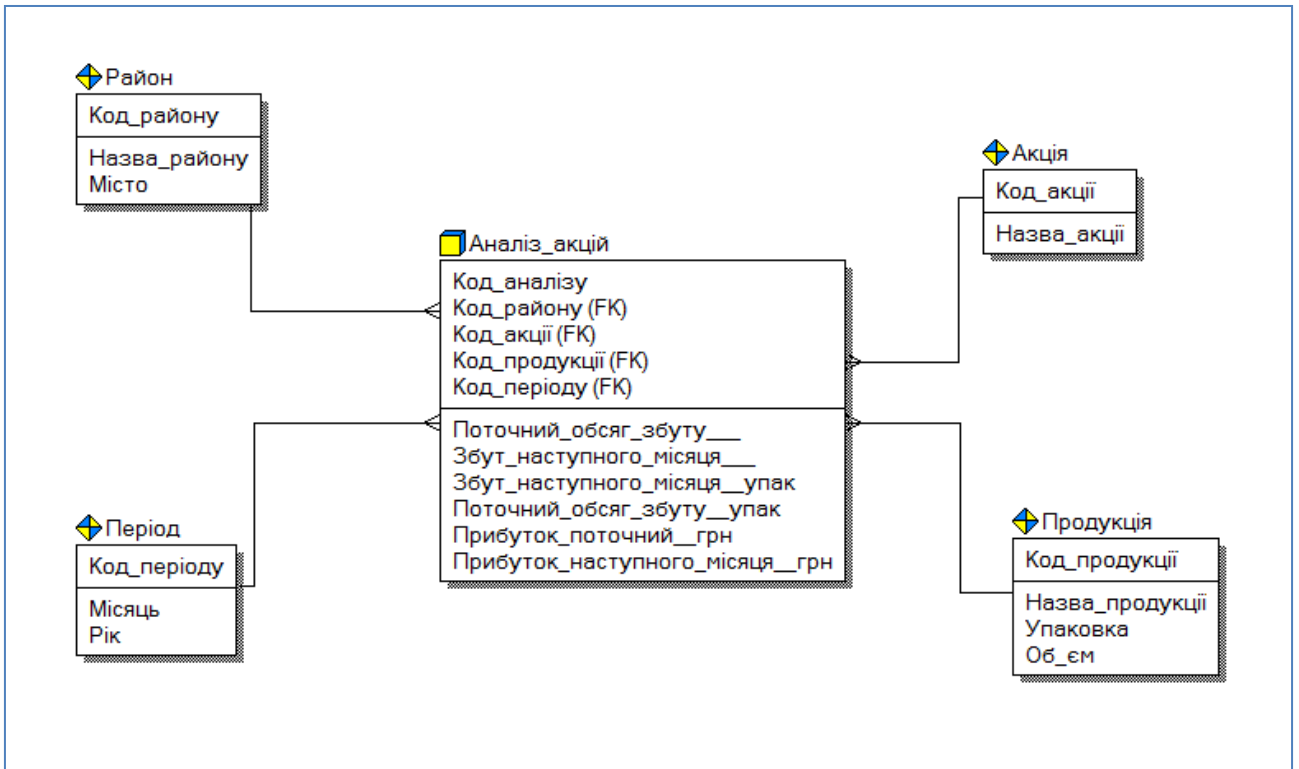 Район
Код_району
Назва_району
Місто
Акція
Код_акції
Назва_акції
Аналіз_акцій
Код_аналізу
Код_району (FK)
Код_акції (FK)
Код_продукції (FK)
Код_періоду (FK)
Поточний_обсяг_збуту___
Збут_наступного_місяця___
Збут_наступного_місяця__упак
Поточний_обсяг_збуту__упак
Прибуток_поточний__грн
Прибуток_наступного_місяця__грн
Період
Код_періоду
Місяць
Рік
Продукція
Код_продукції
Назва_продукції
Упаковка
Об_єм